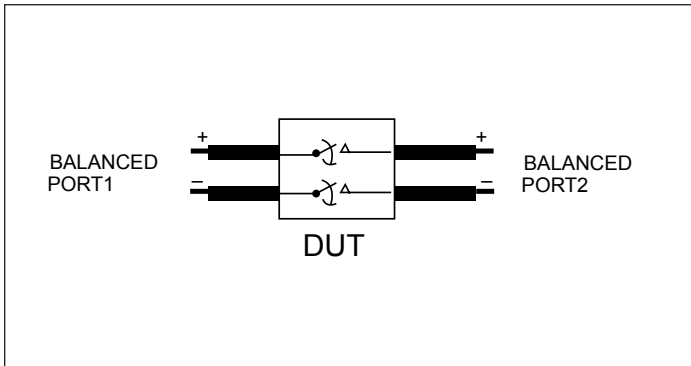 + +
BALANCED
PORT1
BALANCED
PORT2
− −
DUT